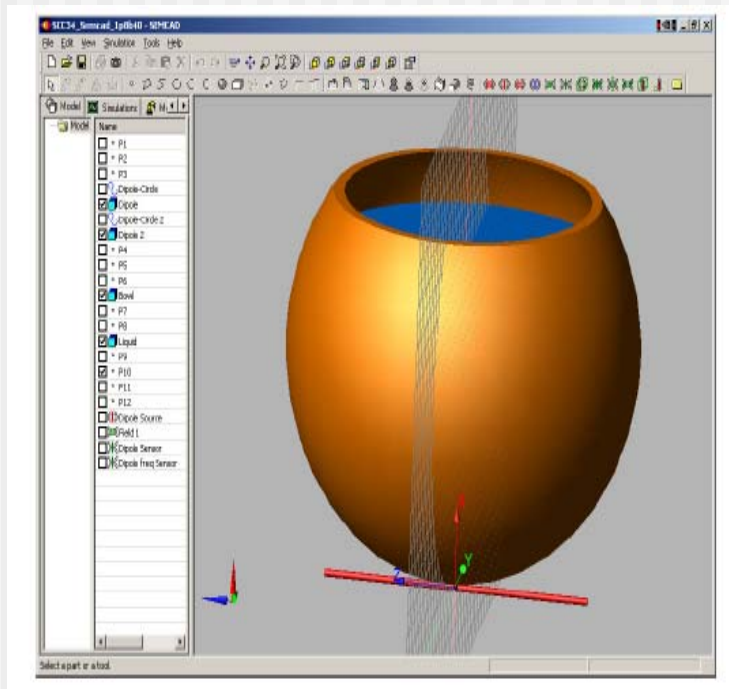 SEC34_Semcad_1p8b40 - SEMCAD
File Edit View Simulation Tools Help
Model Simulations
Model
Name
P1
P2
P3
Dipole-Circle
Dipole
Dipole-Circle 2
Dipole 2
P4
P5
P6
Bowl
P7
P8
Liquid
P9
P10
P11
P12
Dipole Source
Field 1
Dipole Sensor
Dipole freq Sensor
Z
Y
Select a part or a tool.